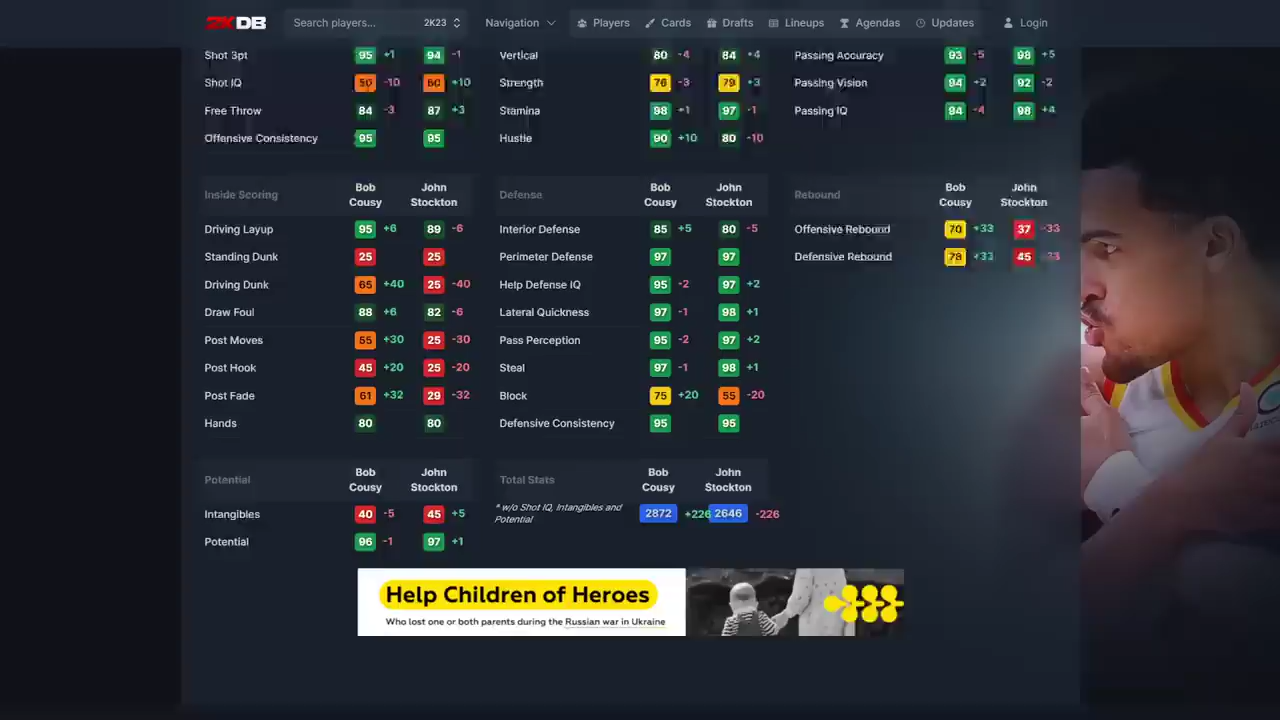 2KDB Search players... 2K23 Navigation Players Cards Drafts Lineups Agendas Updates Login
Shot 3pt 95 +1 94 -1 Vertical 80 -4 84 +4 Passing Accuracy 93 -5 98 +5
Shot IQ 50 -10 60 +10 Strength 76 -3 79 +3 Passing Vision 94 +2 92 -2
Free Throw 84 -3 87 +3 Stamina 98 +1 97 -1 Passing IQ 94 -4 98 +4
Offensive Consistency 95 95 Hustle 90 +10 80 -10
Inside Scoring Bob Cousy John Stockton Defense Bob Cousy John Stockton Rebound Bob Cousy John Stockton
Driving Layup 95 +6 89 -6 Interior Defense 85 +5 80 -5 Offensive Rebound 70 +33 37 -33
Standing Dunk 25 25 Perimeter Defense 97 97 Defensive Rebound 78 +33 45 -33
Driving Dunk 65 +40 25 -40 Help Defense IQ 95 -2 97 +2
Draw Foul 88 +6 82 -6 Lateral Quickness 97 -1 98 +1
Post Moves 55 +30 25 -30 Pass Perception 95 -2 97 +2
Post Hook 45 +20 25 -20 Steal 97 -1 98 +1
Post Fade 61 +32 29 -32 Block 75 +20 55 -20
Hands 80 80 Defensive Consistency 95 95
Potential Bob Cousy John Stockton Total Stats Bob Cousy John Stockton
Intangibles 40 -5 45 +5 * w/o Shot IQ, Intangibles and Potential 2872 +226 2646 -226
Potential 96 -1 97 +1
Help Children of Heroes
Who lost one or both parents during the Russian war in Ukraine